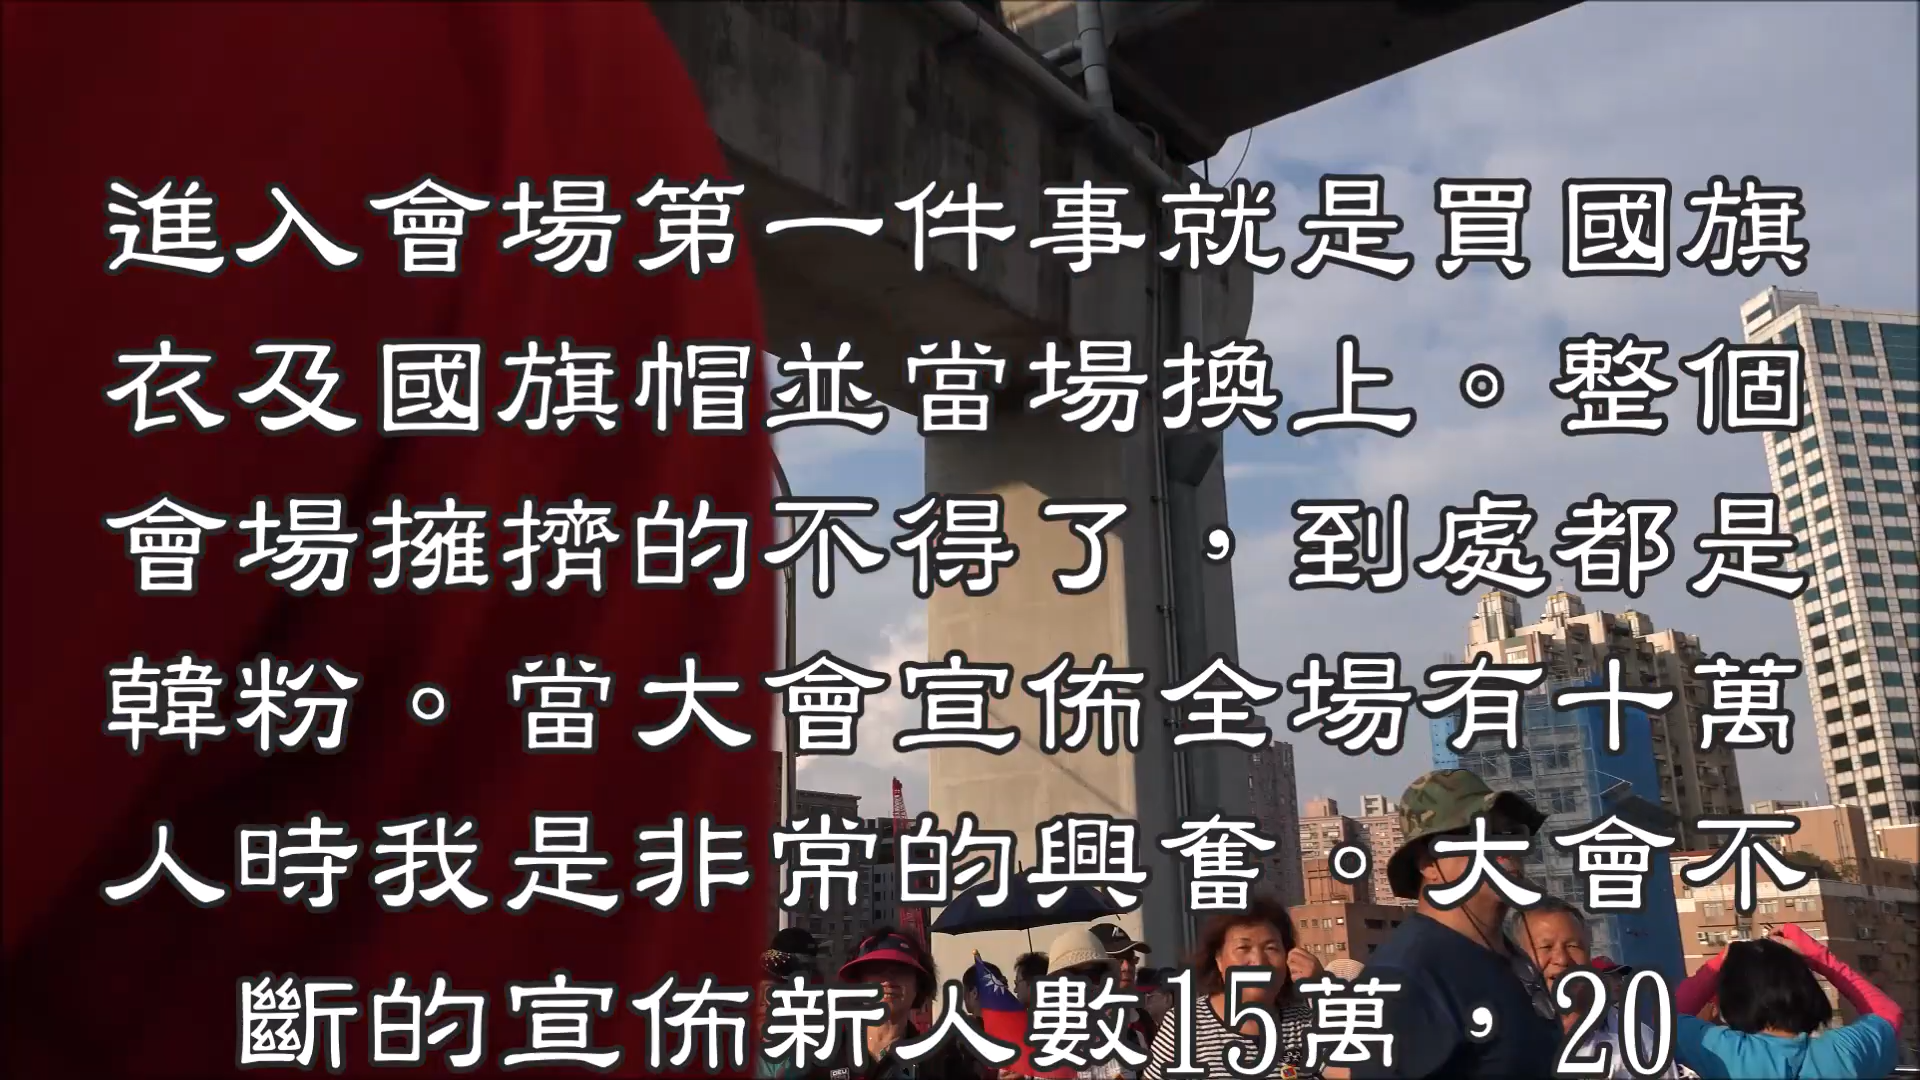 進入會場第一件事就是買國旗
衣及國旗帽並當場換上。整個
會場擁擠的不得了，到處都是
韓粉。當大會宣佈全場有十萬
人時我是非常的興奮。大會不
斷的宣佈新人數15萬，20